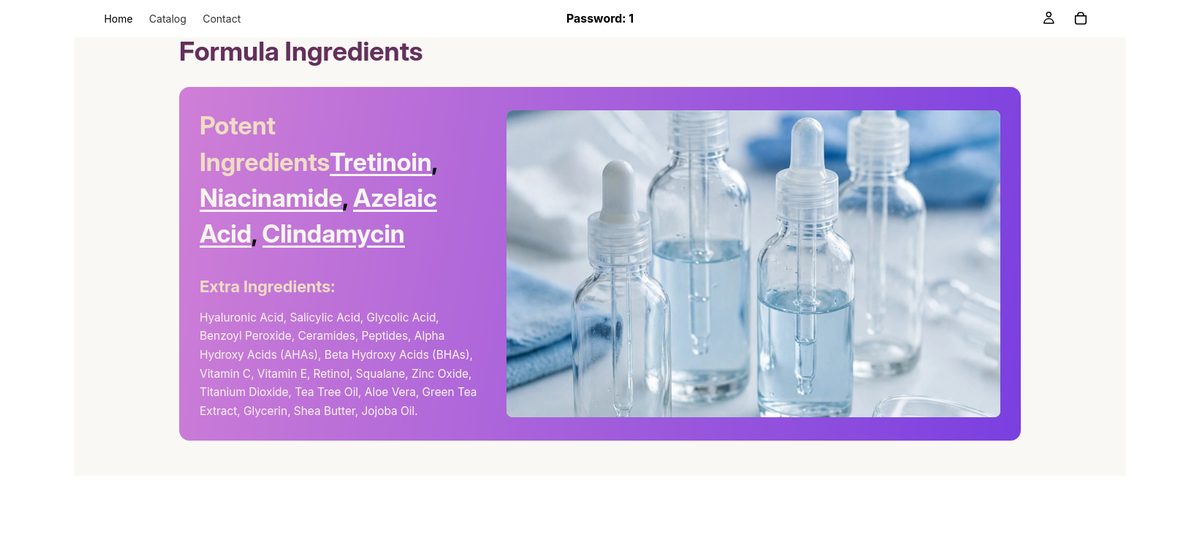 Home Catalog Contact Password: 1
Formula Ingredients
Potent
IngredientsTretinoin,
Niacinamide, Azelaic
Acid, Clindamycin
Extra Ingredients:
Hyaluronic Acid, Salicylic Acid, Glycolic Acid,
Benzoyl Peroxide, Ceramides, Peptides, Alpha
Hydroxy Acids (AHAs), Beta Hydroxy Acids (BHAs),
Vitamin C, Vitamin E, Retinol, Squalane, Zinc Oxide,
Titanium Dioxide, Tea Tree Oil, Aloe Vera, Green Tea
Extract, Glycerin, Shea Butter, Jojoba Oil.